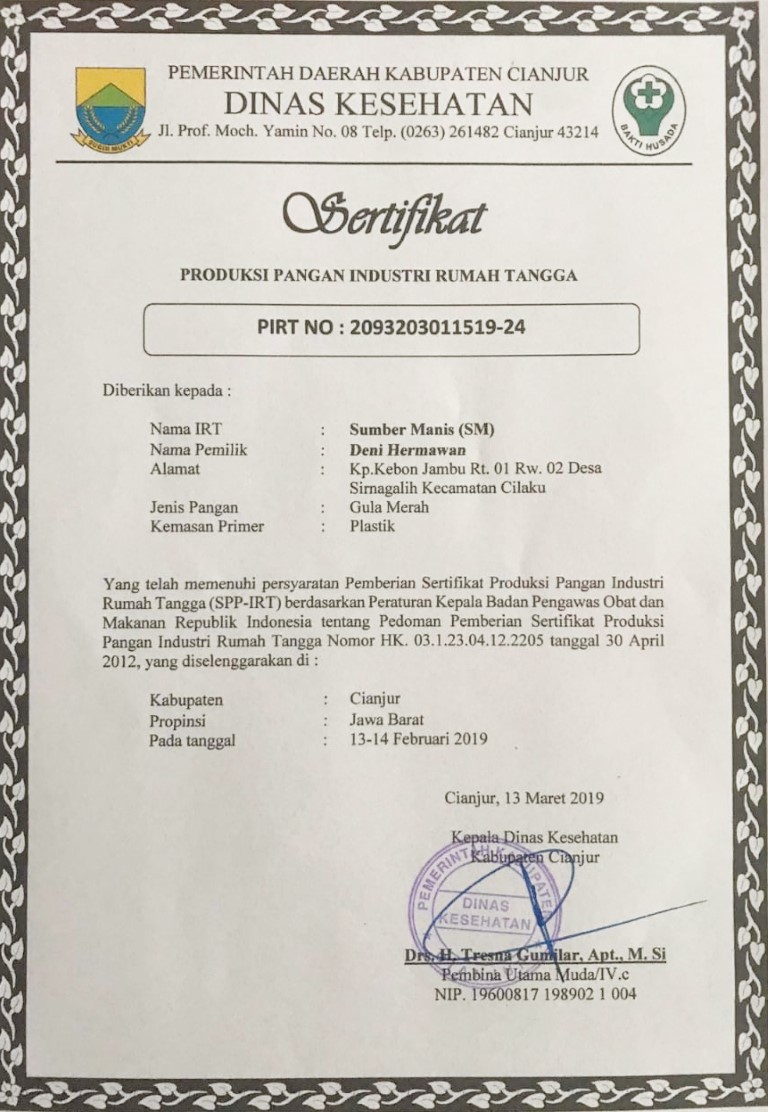 PEMERINTAH DAERAH KABUPATEN CIANJUR
DINAS KESEHATAN
Jl. Prof. Moch. Yamin No. 08 Telp. (0263) 261482 Cianjur 43214
SUGIH MUKTI
BAKTI HUSADA
Sertifikat
PRODUKSI PANGAN INDUSTRI RUMAH TANGGA
PIRT NO : 2093203011519-24
Diberikan kepada :
Nama IRT : Sumber Manis (SM)
Nama Pemilik : Deni Hermawan
Alamat : Kp.Kebon Jambu Rt. 01 Rw. 02 Desa
Sirnagalih Kecamatan Cilaku
Jenis Pangan : Gula Merah
Kemasan Primer : Plastik
Yang telah memenuhi persyaratan Pemberian Sertifikat Produksi Pangan Industri
Rumah Tangga (SPP-IRT) berdasarkan Peraturan Kepala Badan Pengawas Obat dan
Makanan Republik Indonesia tentang Pedoman Pemberian Sertifikat Produksi
Pangan Industri Rumah Tangga Nomor HK. 03.1.23.04.12.2205 tanggal 30 April
2012, yang diselenggarakan di :
Kabupaten : Cianjur
Propinsi : Jawa Barat
Pada tanggal : 13-14 Februari 2019
Cianjur, 13 Maret 2019
Kepala Dinas Kesehatan
Kabupaten Cianjur
PEMERINTAH KABUPATE
DINAS
KESEHATAN
Drs. H. Tresna Gumilar, Apt., M. Si
Pembina Utama Muda/IV.c
NIP. 19600817 198902 1 004